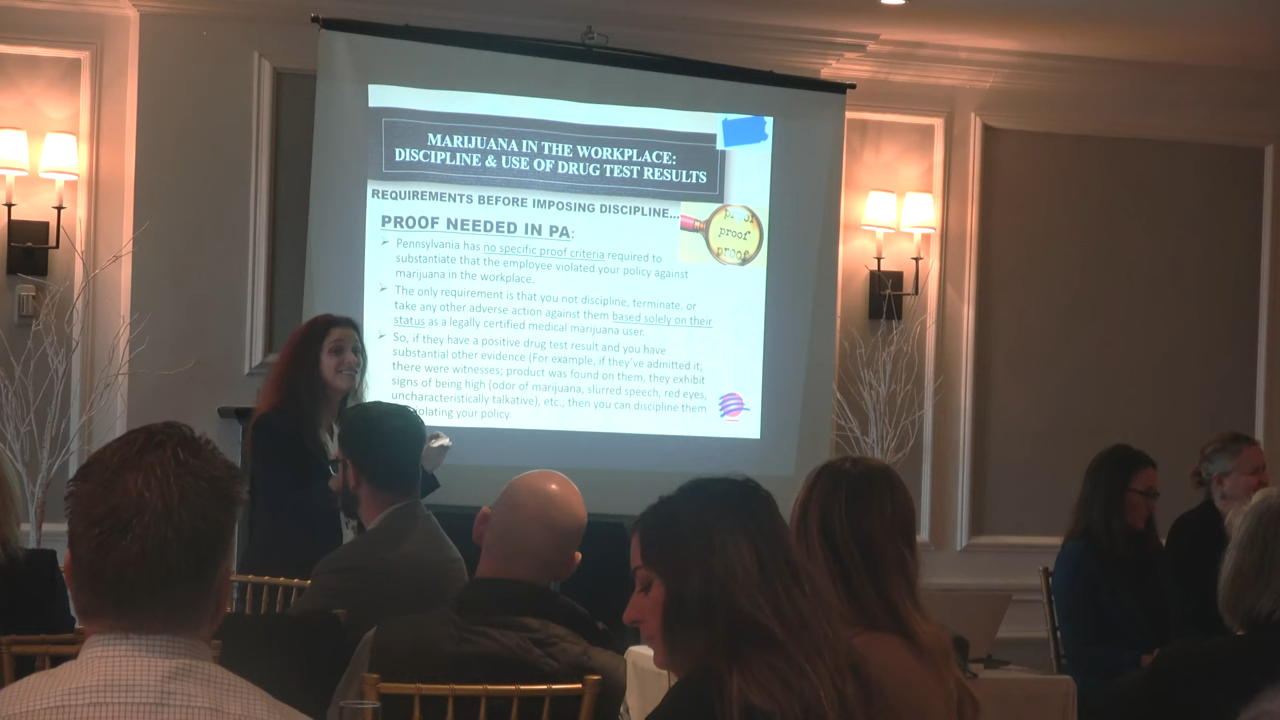 MARIJUANA IN THE WORKPLACE:
DISCIPLINE & USE OF DRUG TEST RESULTS
REQUIREMENTS BEFORE IMPOSING DISCIPLINE...
proof
proof
proof
PROOF NEEDED IN PA:
Pennsylvania has no specific proof criteria required to
substantiate that the employee violated your policy against
marijuana in the workplace.
The only requirement is that you not discipline, terminate, or
take any other adverse action against them based solely on their
status as a legally certified medical marijuana user.
So, if they have a positive drug test result and you have
substantial other evidence (For example, if they've admitted it;
there were witnesses; product was found on them, they exhibit
signs of being high (odor of marijuana, slurred speech, red eyes,
uncharacteristically talkative), etc., then you can discipline them
your policy.